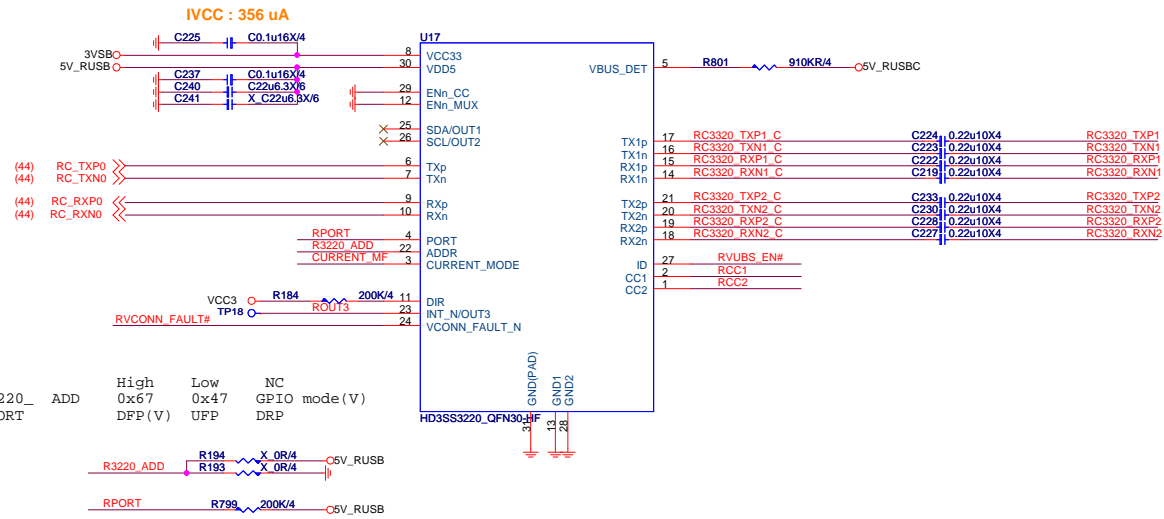 IVCC : 356 uA
C225 C0.1u16X/4
U17
3VSB 8 VCC33
5V_RUSB 30 VDD5
VBUS_DET 5 R801 910KR/4 5V_RUSBC
C237 C0.1u16X/4
C240 C22u6.3X/6
C241 X_C22u6.3X/6
29 ENn_CC
12 ENn_MUX
25 SDA/OUT1
26 SCL/OUT2
TX1p 17 RC3320_TXP1_C C224 0.22u10X4 RC3320_TXP1
TX1n 16 RC3320_TXN1_C C223 0.22u10X4 RC3320_TXN1
(44) RC_TXP0 6 TXp
RX1p 15 RC3320_RXP1_C C222 0.22u10X4 RC3320_RXP1
(44) RC_TXN0 7 TXn
RX1n 14 RC3320_RXN1_C C219 0.22u10X4 RC3320_RXN1
(44) RC_RXP0 9 RXp
TX2p 21 RC3320_TXP2_C C233 0.22u10X4 RC3320_TXP2
(44) RC_RXN0 10 RXn
TX2n 20 RC3320_TXN2_C C230 0.22u10X4 RC3320_TXN2
RX2p 19 RC3320_RXP2_C C228 0.22u10X4 RC3320_RXP2
RX2n 18 RC3320_RXN2_C C227 0.22u10X4 RC3320_RXN2
RPORT 4 PORT
R3220_ADD 22 ADDR
CURRENT_MF 3 CURRENT_MODE
ID 27 RVUBS_EN#
CC1 2 RCC1
CC2 1 RCC2
VCC3 R184 200K/4 11 DIR
TP18 ROUT3 23 INT_N/OUT3
RVCONN_FAULT# 24 VCONN_FAULT_N
GND(PAD) GND1 GND2
31 13 28
HD3SS3220_QFN30-HF
High Low NC
220_ ADD 0x67 0x47 GPIO mode(V)
ORT DFP(V) UFP DRP
R3220_ADD R194 X_0R/4 5V_RUSB
R193 X_0R/4
RPORT R799 200K/4 5V_RUSB